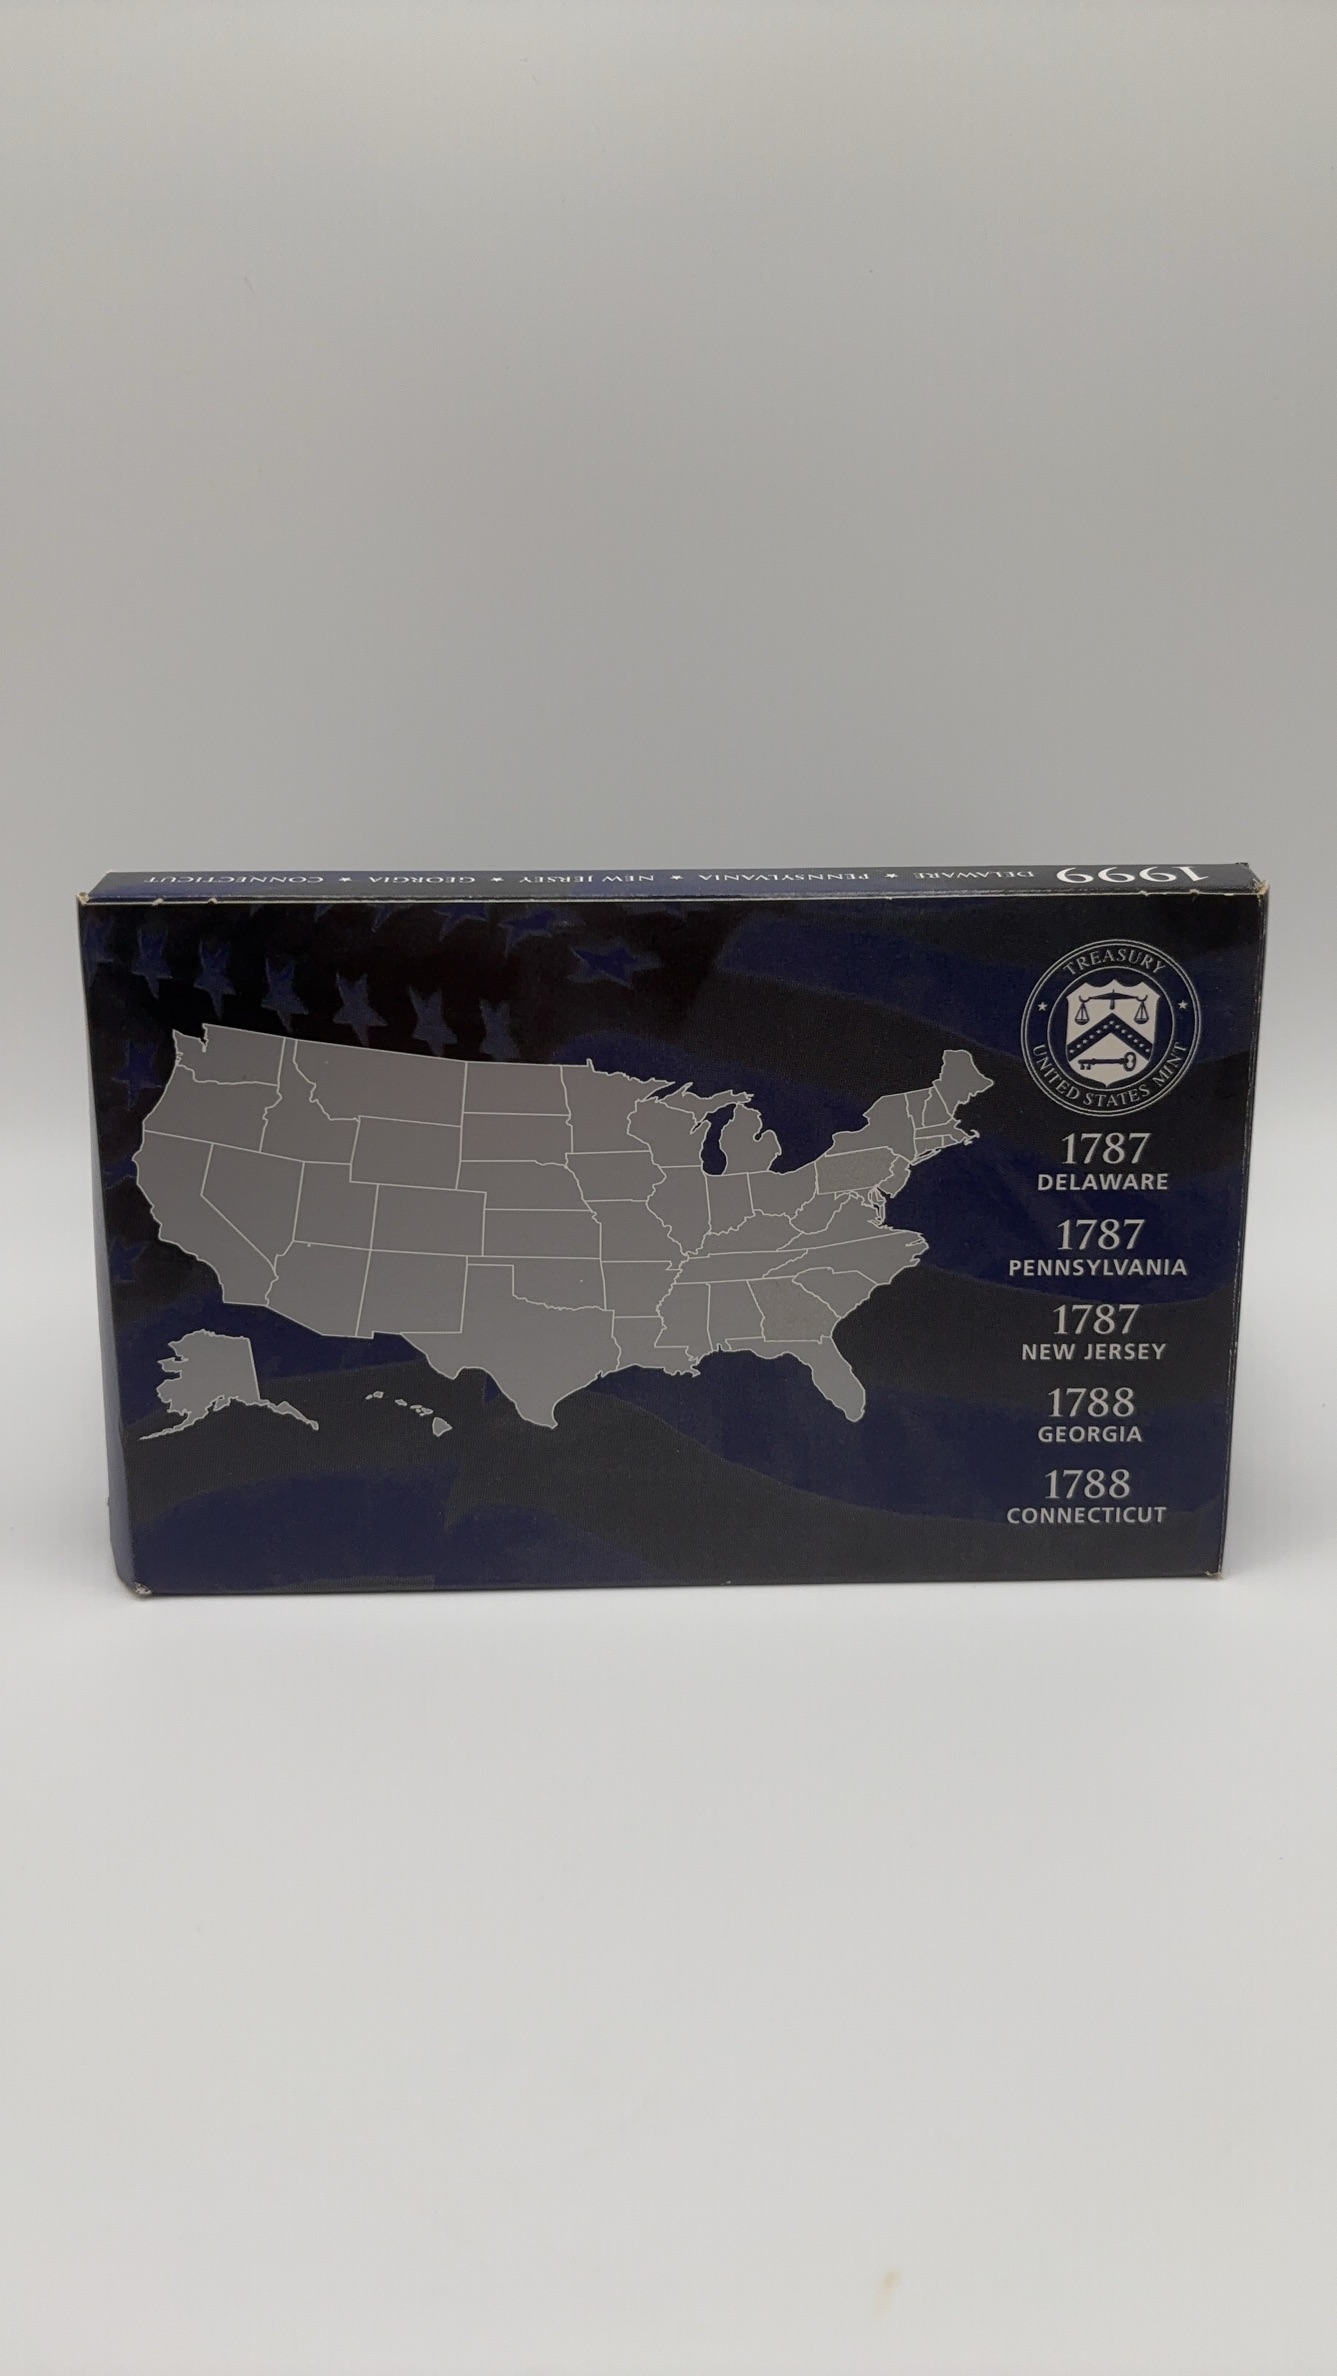 1999 DELAWARE ★ PENNSYLVANIA ★ NEW JERSEY ★ GEORGIA ★ CONNECTICUT
TREASURY
UNITED STATES MINT
1787
DELAWARE
1787
PENNSYLVANIA
1787
NEW JERSEY
1788
GEORGIA
1788
CONNECTICUT